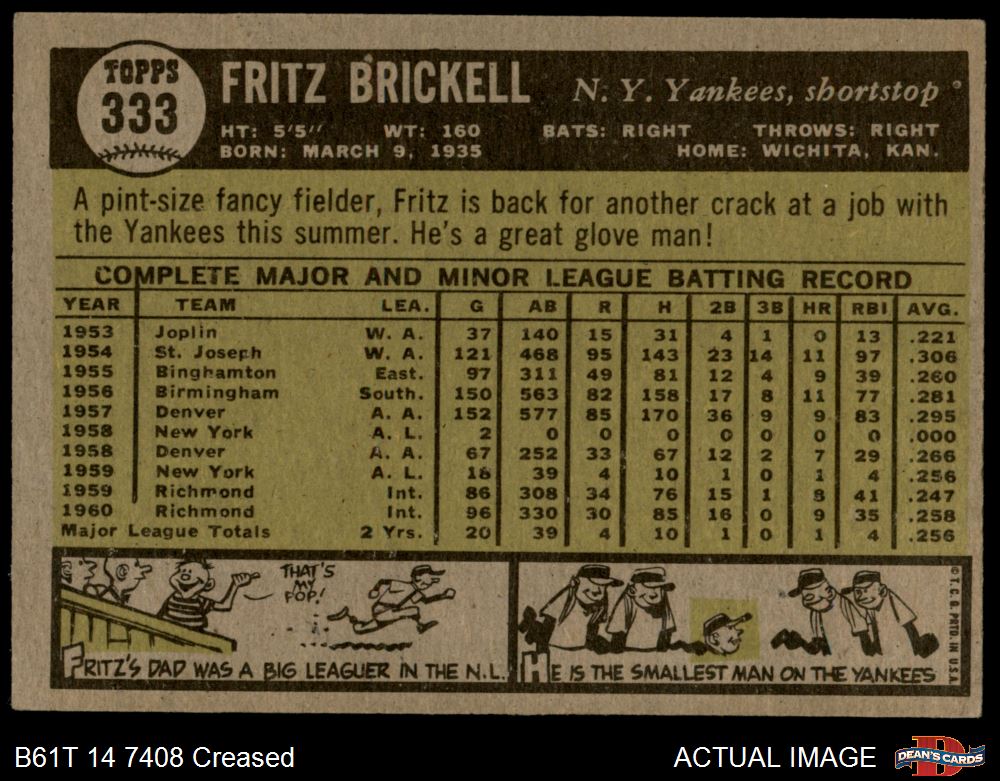 TOPPS
333
FRITZ BRICKELL
N. Y. Yankees, shortstop
HT: 5'5" WT: 160 BATS: RIGHT THROWS: RIGHT
BORN: MARCH 9, 1935 HOME: WICHITA, KAN.
A pint-size fancy fielder, Fritz is back for another crack at a job with
the Yankees this summer. He's a great glove man!
COMPLETE MAJOR AND MINOR LEAGUE BATTING RECORD
YEAR TEAM LEA. G AB R H 2B 3B HR RBI AVG.
1953 Joplin W. A. 37 140 15 31 4 1 0 13 .221
1954 St. Joseph W. A. 121 468 95 143 23 14 11 97 .306
1955 Binghamton East. 97 311 49 81 12 4 9 39 .260
1956 Birmingham South. 150 563 82 158 17 8 11 77 .281
1957 Denver A. A. 152 577 85 170 36 9 9 83 .295
1958 New York A. L. 2 0 0 0 0 0 0 0 .000
1958 Denver A. A. 67 252 33 67 12 2 7 29 .266
1959 New York A. L. 18 39 4 10 1 0 1 4 .256
1959 Richmond Int. 86 308 34 76 15 1 8 41 .247
1960 Richmond Int. 96 330 30 85 16 0 9 35 .258
Major League Totals 2 Yrs. 20 39 4 10 1 0 1 4 .256
THAT'S
MY
POP!
FRITZ'S DAD WAS A BIG LEAGUER IN THE N.L.
HE IS THE SMALLEST MAN ON THE YANKEES
© T. C. G. PRTD. IN U.S.A.
B61T 14 7408 Creased
ACTUAL IMAGE
DEAN'S CARDS